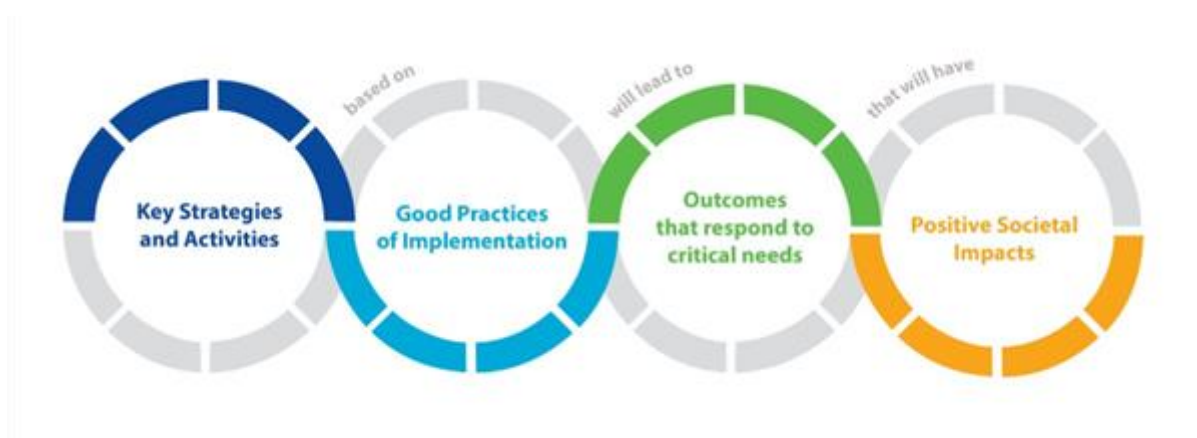 Key Strategies
and Activities
based on
Good Practices
of Implementation
will lead to
Outcomes
that respond to
critical needs
that will have
Positive Societal
Impacts